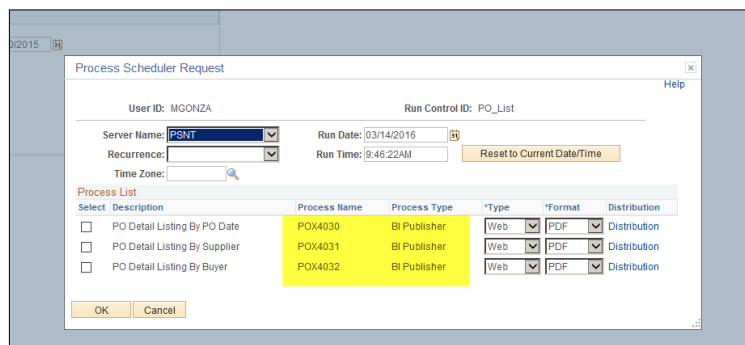 0/2015
Process Scheduler Request
Help
User ID: MGONZA Run Control ID: PO_List
Server Name: PSNT Run Date: 03/14/2016
Recurrence: Run Time: 9:46:22AM Reset to Current Date/Time
Time Zone:
Process List
Select Description Process Name Process Type *Type *Format Distribution
PO Detail Listing By PO Date POX4030 BI Publisher Web PDF Distribution
PO Detail Listing By Supplier POX4031 BI Publisher Web PDF Distribution
PO Detail Listing By Buyer POX4032 BI Publisher Web PDF Distribution
OK Cancel